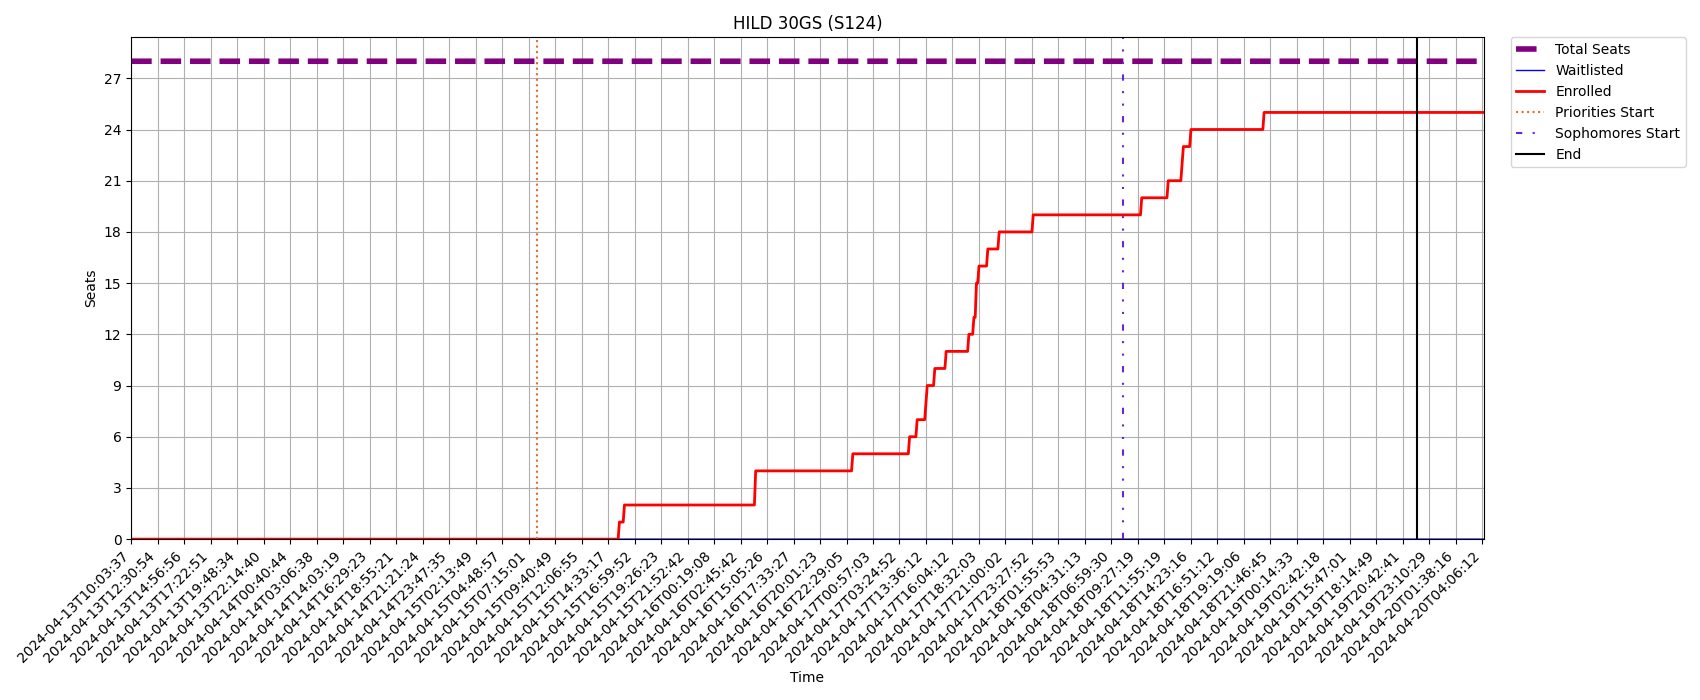 HILD 30GS (S124)
Total Seats
Waitlisted
Enrolled
Priorities Start
Sophomores Start
End
Seats
27
24
21
18
15
12
9
6
3
0
2024-04-13T10:03:37
2024-04-13T12:30:54
2024-04-13T14:56:56
2024-04-13T17:22:51
2024-04-13T19:48:34
2024-04-13T22:14:40
2024-04-14T00:40:44
2024-04-14T03:06:38
2024-04-14T14:03:19
2024-04-14T16:29:23
2024-04-14T18:55:21
2024-04-14T21:21:24
2024-04-14T23:47:35
2024-04-15T02:13:49
2024-04-15T04:48:57
2024-04-15T07:15:01
2024-04-15T09:40:49
2024-04-15T12:06:55
2024-04-15T14:33:17
2024-04-15T16:59:52
2024-04-15T19:26:23
2024-04-15T21:52:42
2024-04-16T00:19:08
2024-04-16T02:45:42
2024-04-16T15:05:26
2024-04-16T17:33:27
2024-04-16T20:01:23
2024-04-16T22:29:05
2024-04-17T00:57:03
2024-04-17T03:24:52
2024-04-17T13:36:12
2024-04-17T16:04:12
2024-04-17T18:32:03
2024-04-17T21:00:02
2024-04-17T23:27:52
2024-04-18T01:55:53
2024-04-18T04:31:13
2024-04-18T06:59:30
2024-04-18T09:27:19
2024-04-18T11:55:19
2024-04-18T14:23:16
2024-04-18T16:51:12
2024-04-18T19:19:06
2024-04-18T21:46:45
2024-04-19T00:14:33
2024-04-19T02:42:18
2024-04-19T15:47:01
2024-04-19T18:14:49
2024-04-19T20:42:41
2024-04-19T23:10:29
2024-04-20T01:38:16
2024-04-20T04:06:12
Time